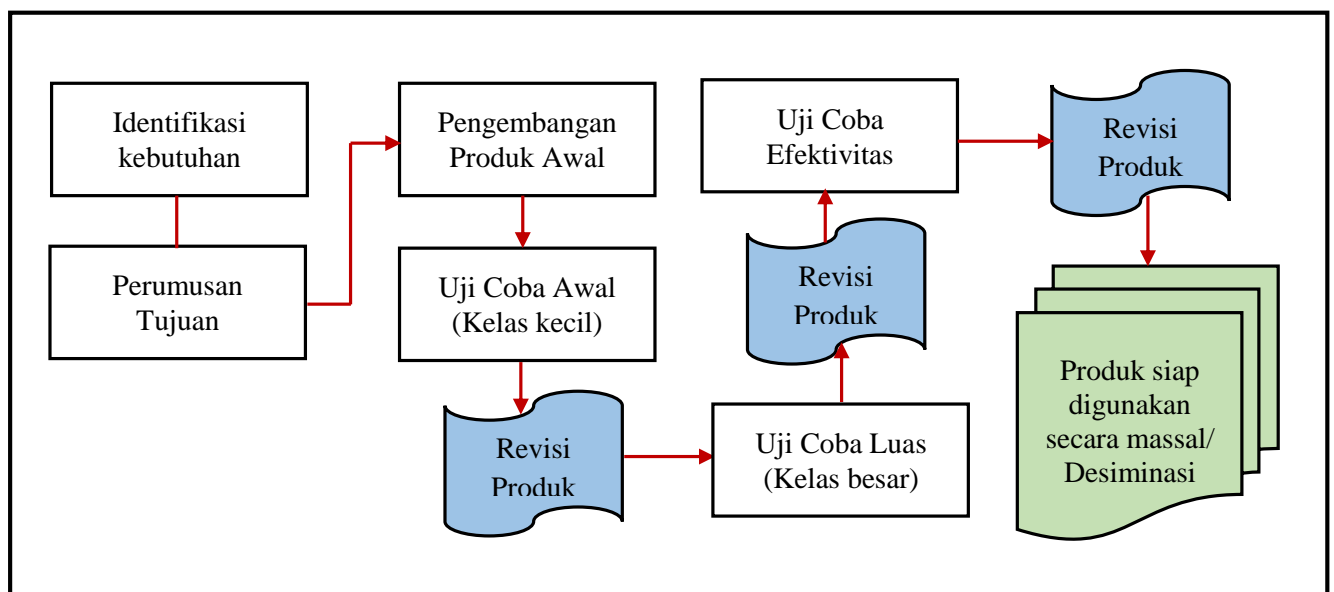 Identifikasi
kebutuhan
Perumusan
Tujuan
Pengembangan
Produk Awal
Uji Coba Awal
(Kelas kecil)
Revisi
Produk
Uji Coba Luas
(Kelas besar)
Revisi
Produk
Uji Coba
Efektivitas
Revisi
Produk
Produk siap
digunakan
secara massal/
Desiminasi